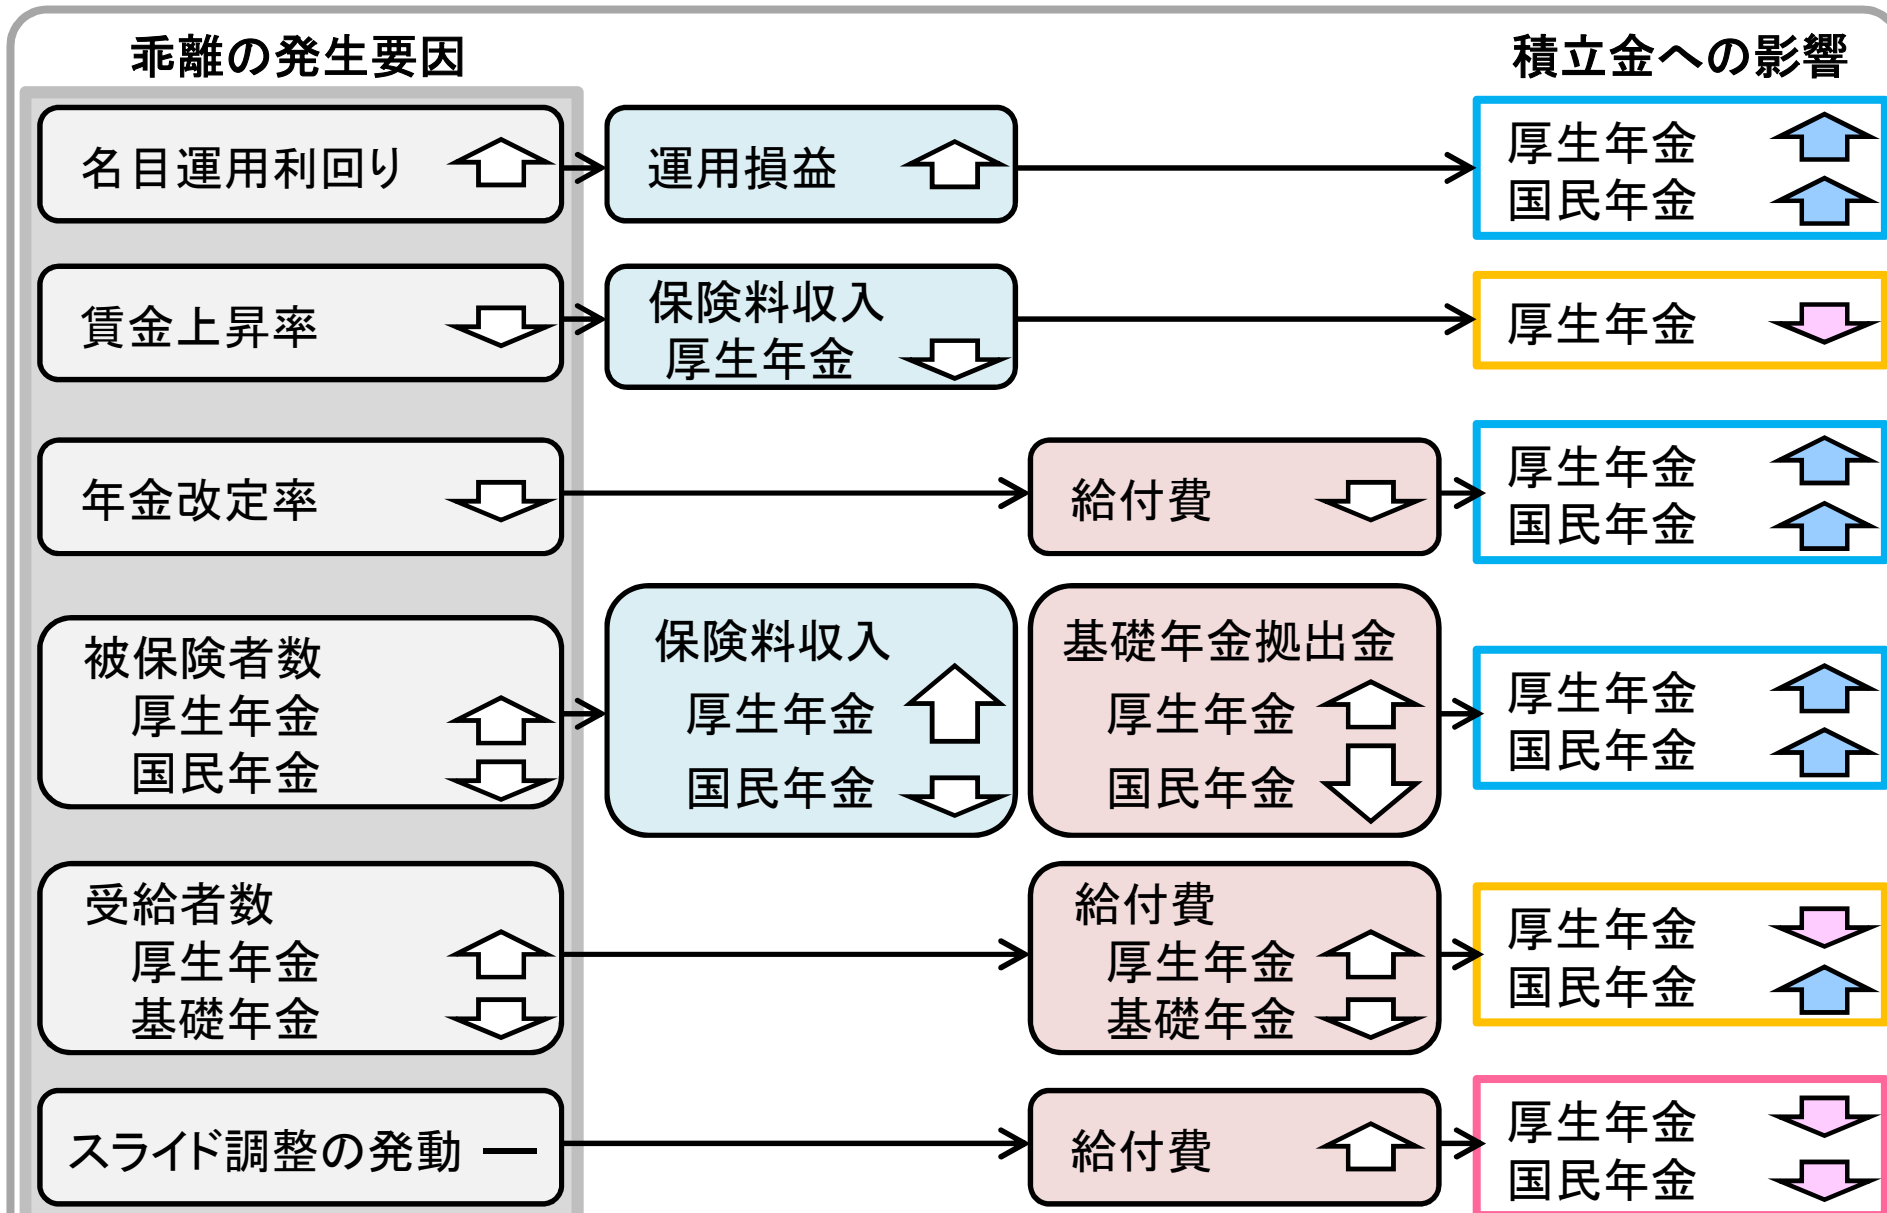 乖離の発生要因
積立金への影響
名目運用利回り
運用損益
厚生年金
国民年金
賃金上昇率
保険料収入
厚生年金
厚生年金
年金改定率
給付費
厚生年金
国民年金
被保険者数
厚生年金
国民年金
保険料収入
厚生年金
国民年金
基礎年金拠出金
厚生年金
国民年金
厚生年金
国民年金
受給者数
厚生年金
基礎年金
給付費
厚生年金
基礎年金
厚生年金
国民年金
スライド調整の発動 ー
給付費
厚生年金
国民年金